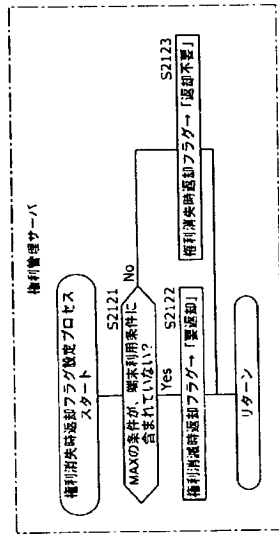 権利管理サーバ
権利消失時返却フラグ設定プロセス
スタート
S2121
MAXの条件が、端末利用条件に
含まれていない?
No
Yes
S2122
権利消滅時返却フラグ→「要返却」
S2123
権利消失時返却フラグ→「返却不要」
リターン